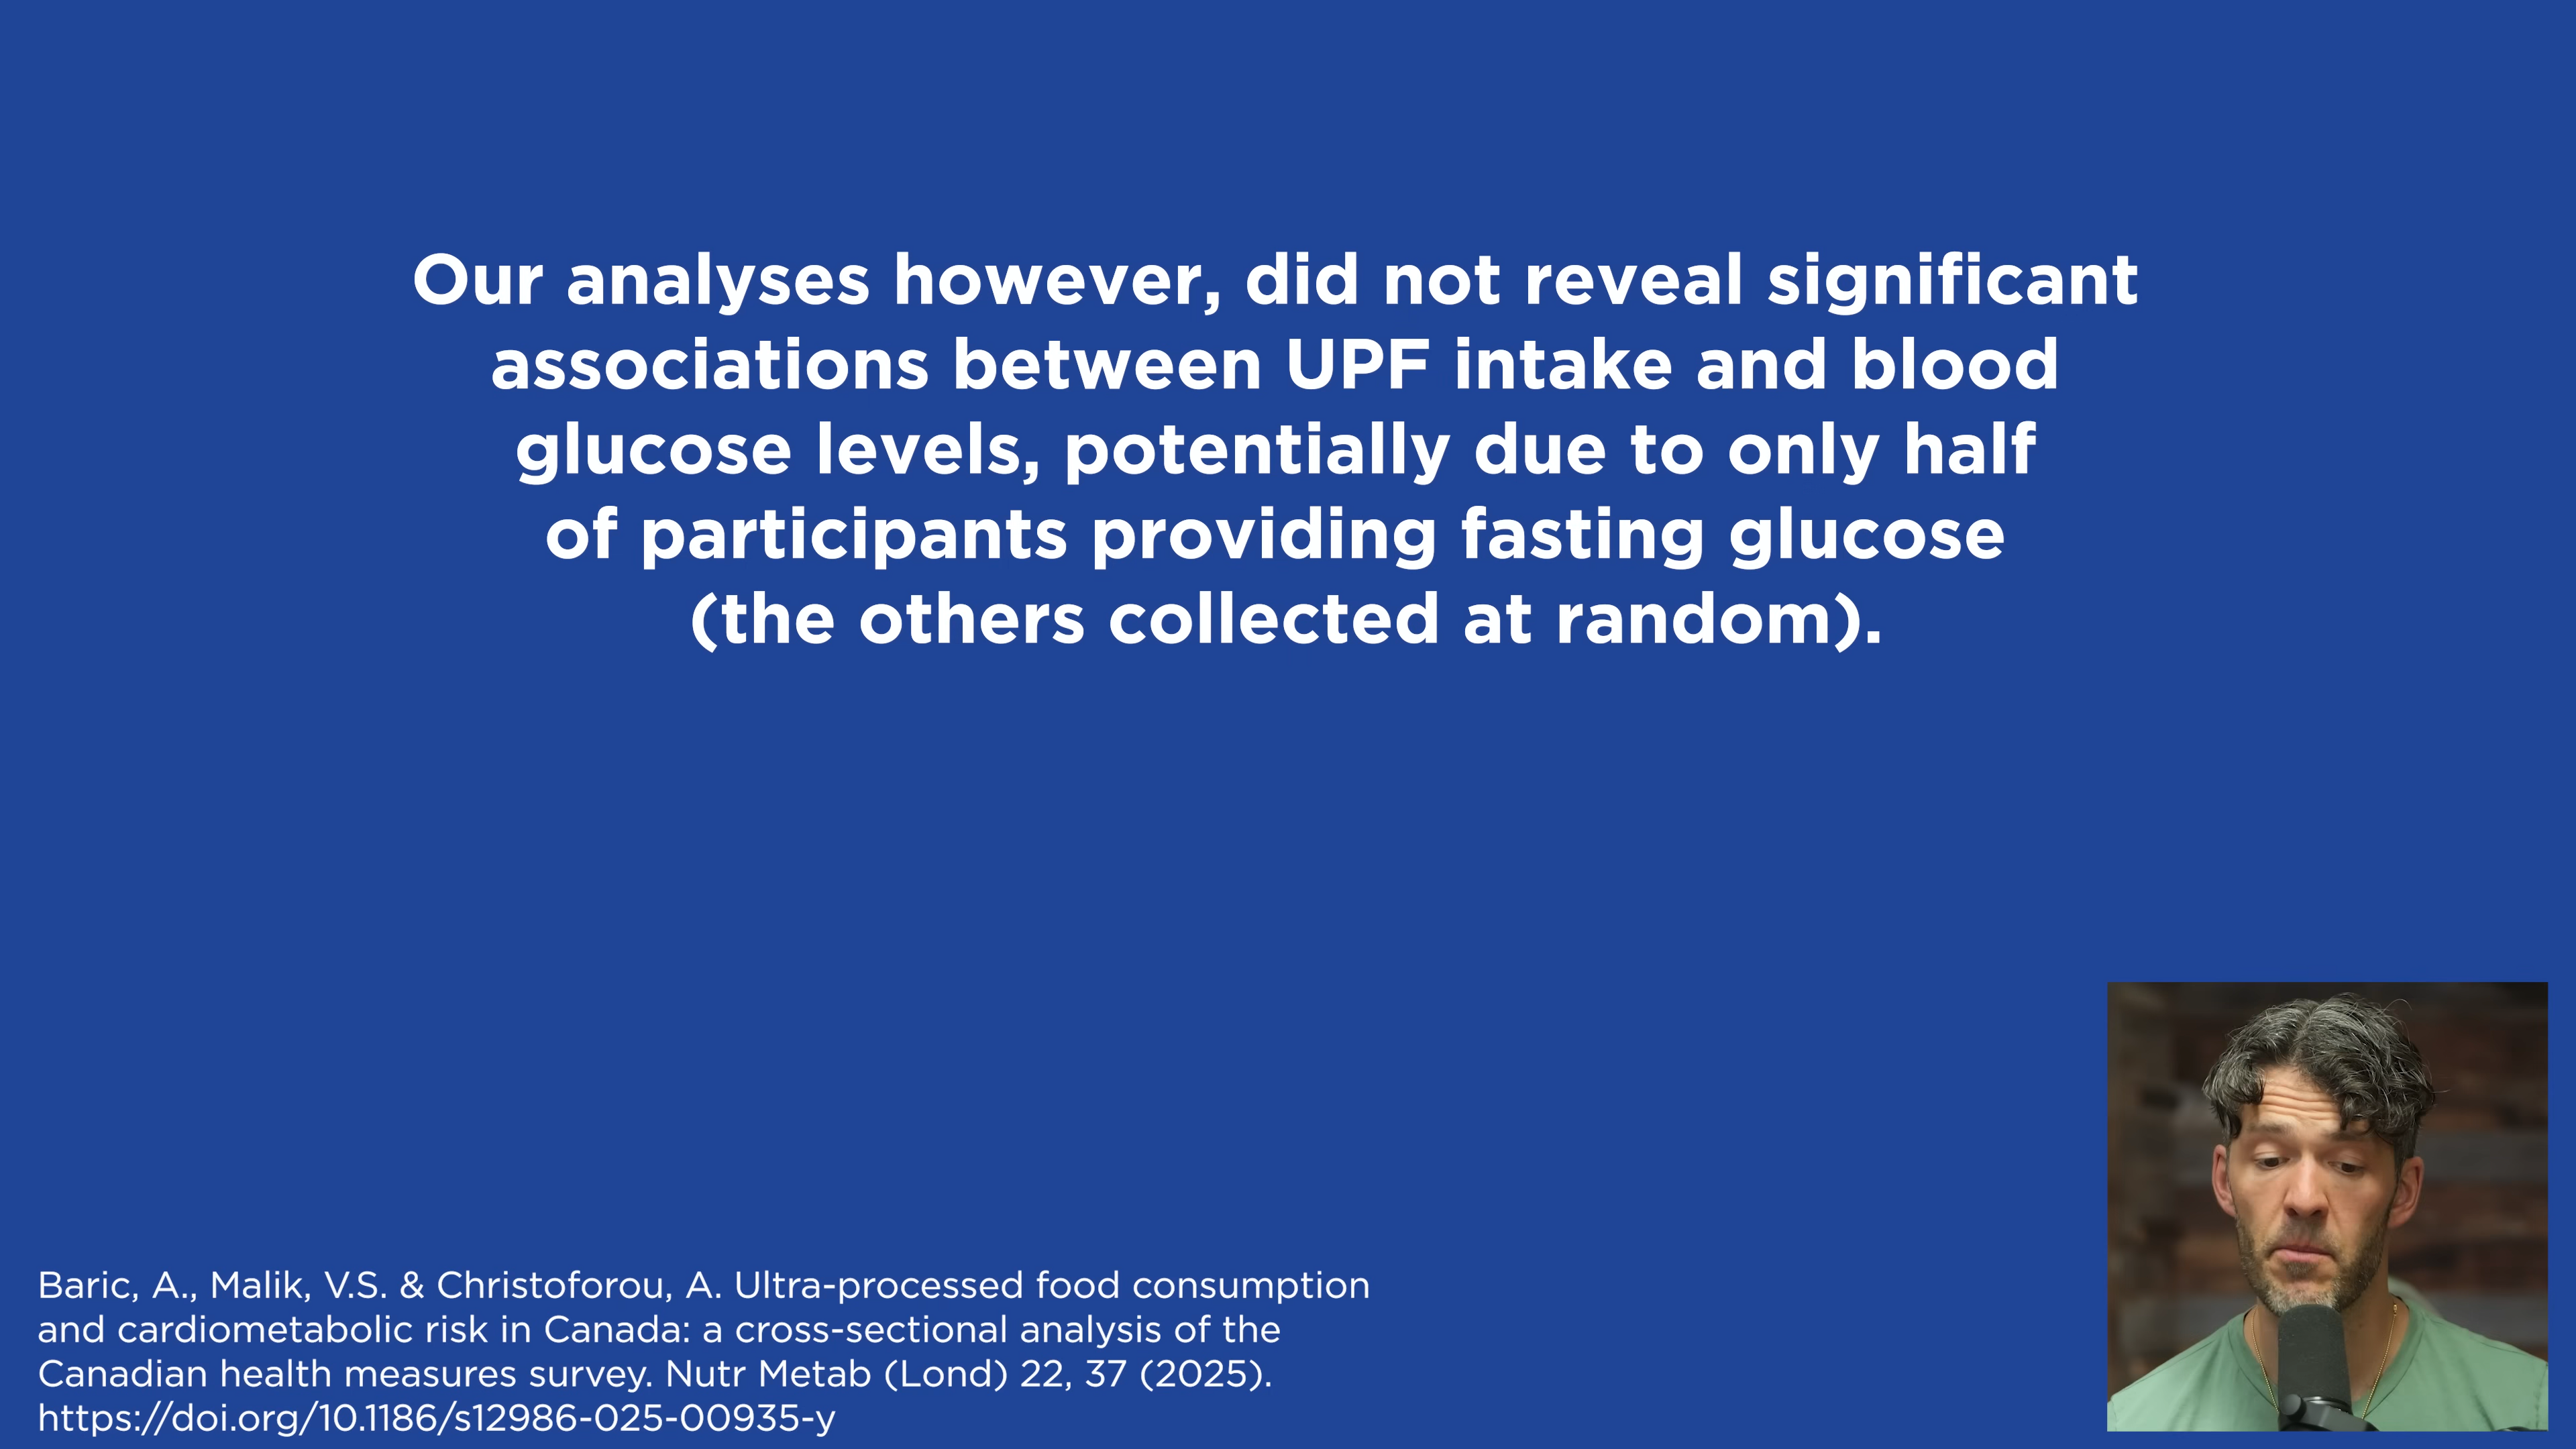 Our analyses however, did not reveal significant
associations between UPF intake and blood
glucose levels, potentially due to only half
of participants providing fasting glucose
(the others collected at random).
Baric, A., Malik, V.S. & Christoforou, A. Ultra-processed food consumption
and cardiometabolic risk in Canada: a cross-sectional analysis of the
Canadian health measures survey. Nutr Metab (Lond) 22, 37 (2025).
https://doi.org/10.1186/s12986-025-00935-y